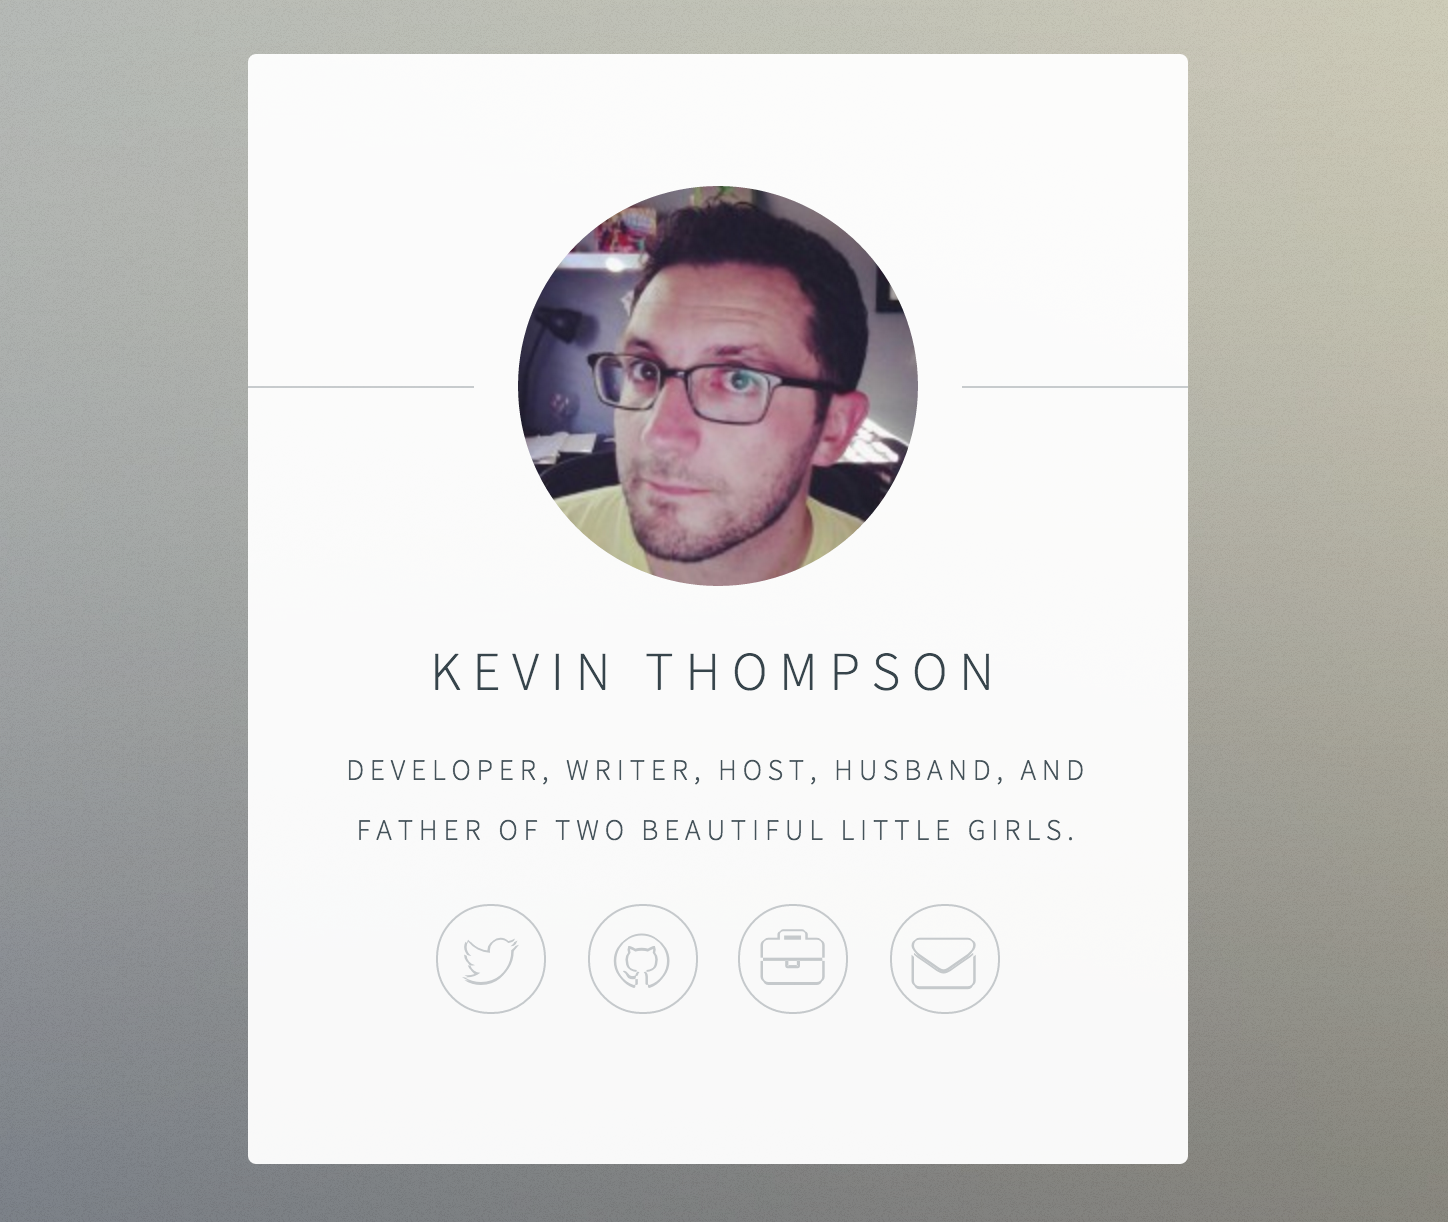 KEVIN THOMPSON
DEVELOPER, WRITER, HOST, HUSBAND, AND
FATHER OF TWO BEAUTIFUL LITTLE GIRLS.